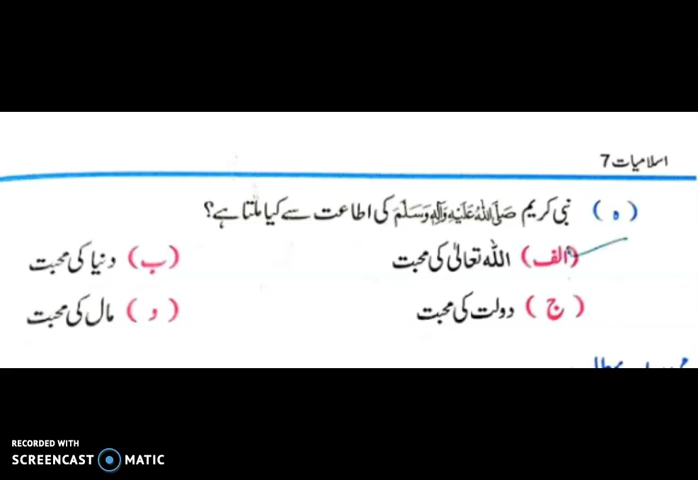 اسلامیات 7
( ہ ) نبی کریم صَلَّی اللّٰہُ عَلَیْہِ وَآلِہٖ وَسَلَّمَ کی اطاعت سے کیا ملتا ہے؟
(الف) اللہ تعالیٰ کی محبت (ب) دنیا کی محبت
(ج) دولت کی محبت (د) مال کی محبت
RECORDED WITH
SCREENCAST MATIC